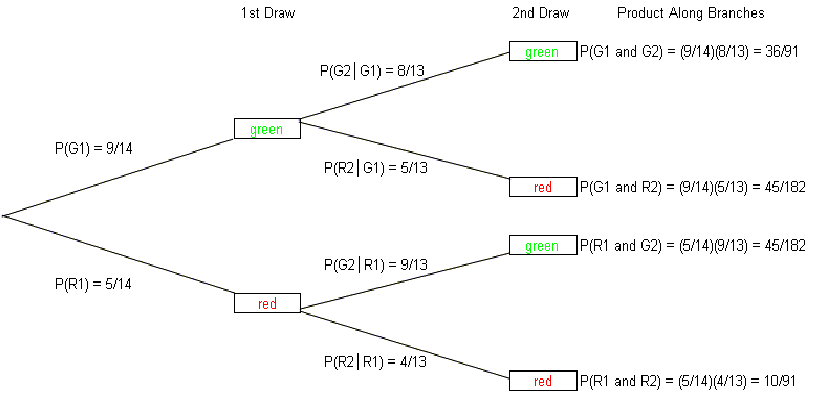 1st Draw 2nd Draw Product Along Branches
green P(G1 and G2) = (9/14)(8/13) = 36/91
P(G2|G1) = 8/13
green
P(G1) = 9/14
P(R2|G1) = 5/13
red P(G1 and R2) = (9/14)(5/13) = 45/182
green P(R1 and G2) = (5/14)(9/13) = 45/182
P(G2|R1) = 9/13
P(R1) = 5/14
red
P(R2|R1) = 4/13
red P(R1 and R2) = (5/14)(4/13) = 10/91